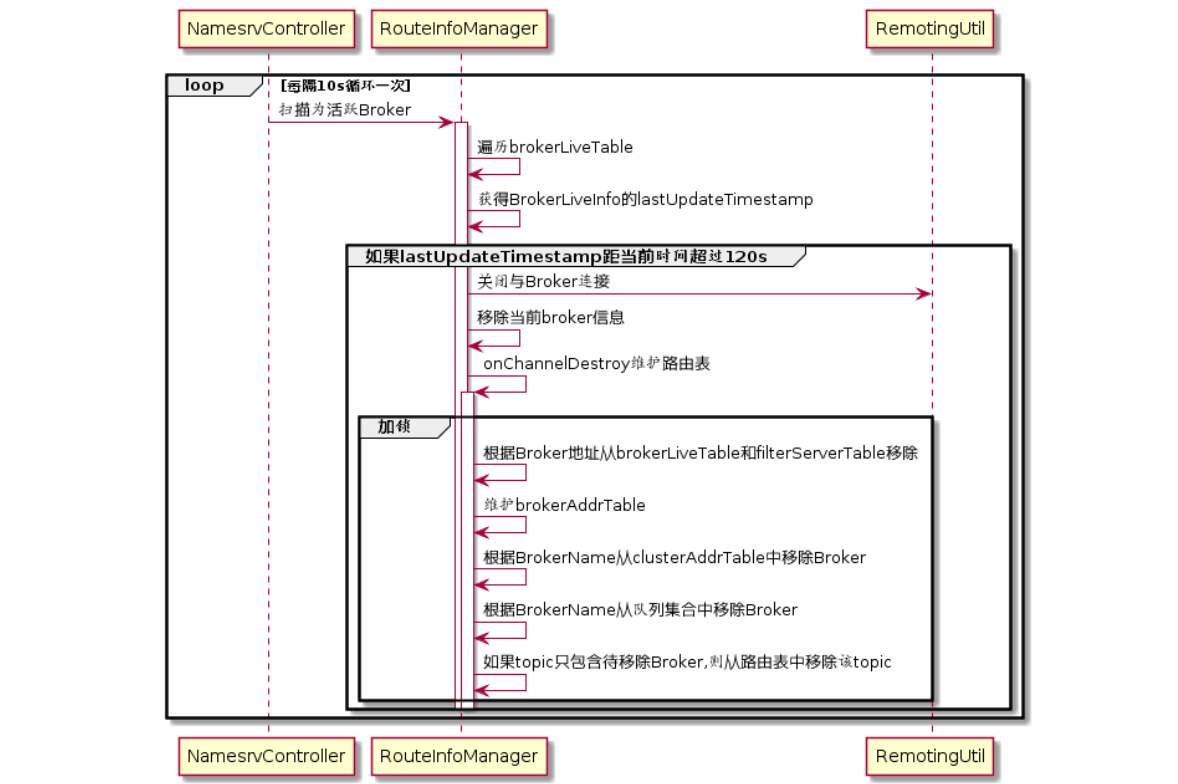 NamesrvController RouteInfoManager RemotingUtil
loop [每隔10s循环一次]
扫描为活跃Broker
遍历brokerLiveTable
获得BrokerLiveInfo的lastUpdateTimestamp
如果lastUpdateTimestamp距当前时间超过120s
关闭与Broker连接
移除当前broker信息
onChannelDestroy维护路由表
加锁
根据Broker地址从brokerLiveTable和filterServerTable移除
维护brokerAddrTable
根据BrokerName从clusterAddrTable中移除Broker
根据BrokerName从队列集合中移除Broker
如果topic只包含待移除Broker,则从路由表中移除该topic
NamesrvController RouteInfoManager RemotingUtil